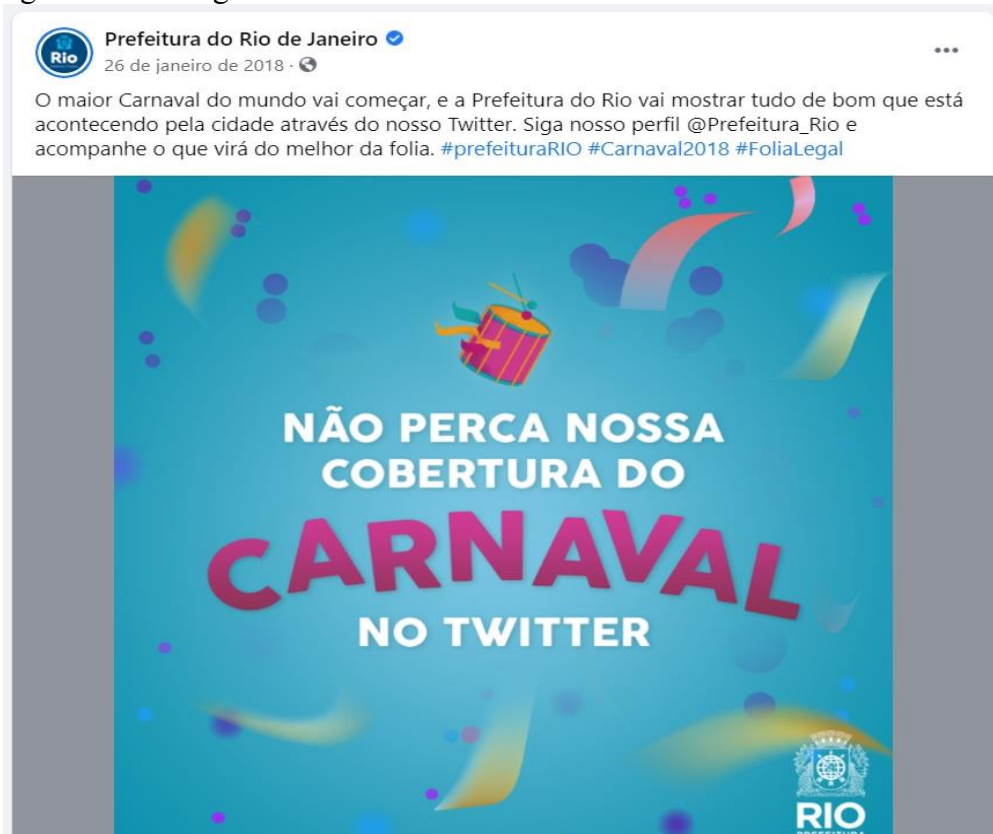 Prefeitura do Rio de Janeiro
26 de janeiro de 2018 ·
O maior Carnaval do mundo vai começar, e a Prefeitura do Rio vai mostrar tudo de bom que está
acontecendo pela cidade através do nosso Twitter. Siga nosso perfil @Prefeitura_Rio e
acompanhe o que virá do melhor da folia. #prefeituraRIO #Carnaval2018 #FoliaLegal
NÃO PERCA NOSSA
COBERTURA DO
CARNAVAL
NO TWITTER
RIO
PREFEITURA
Rio